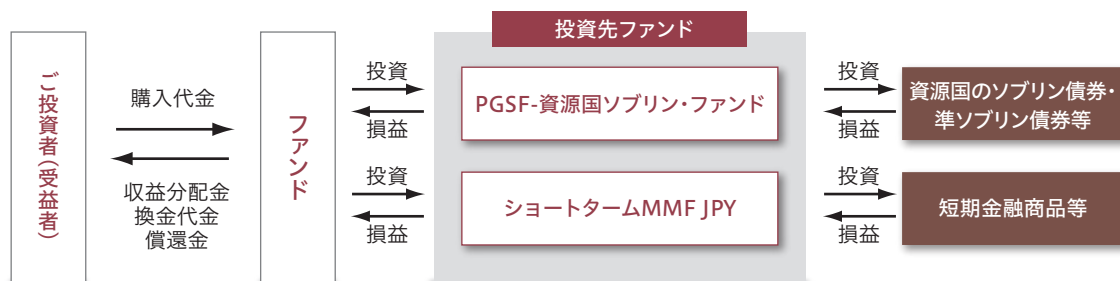 ご投資者(受益者)
購入代金
収益分配金
換金代金
償還金
ファンド
投資
損益
投資
損益
投資先ファンド
PGSF-資源国ソブリン・ファンド
ショートタームMMF JPY
投資
損益
投資
損益
資源国のソブリン債券・
準ソブリン債券等
短期金融商品等